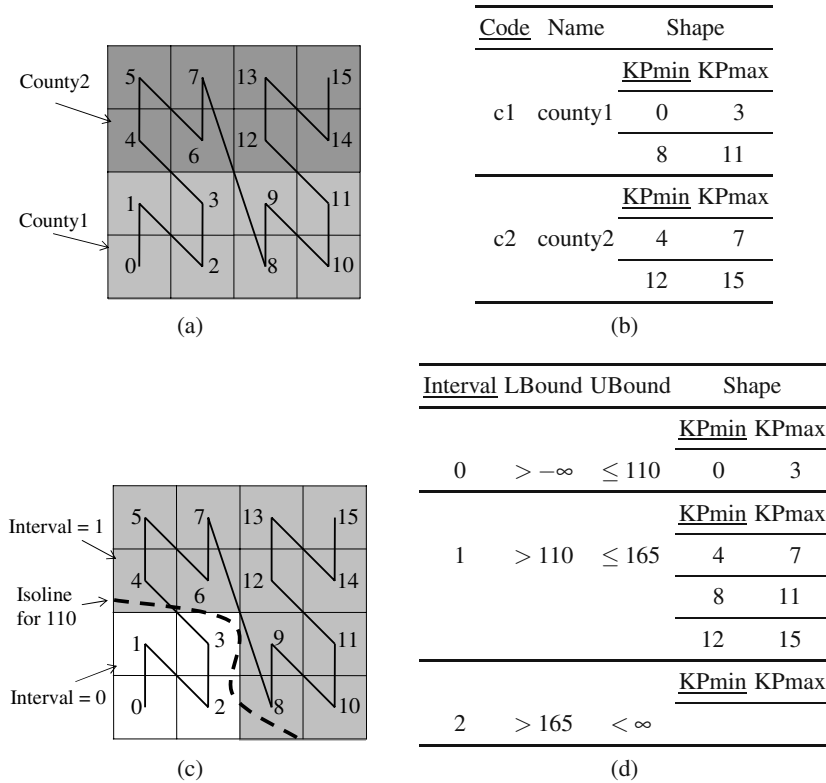 County2
5 7 13 15
4 6 12 14
County1
1 3 9 11
0 2 8 10
(a)
Code Name Shape
KPmin KPmax
c1 county1 0 3
8 11
KPmin KPmax
c2 county2 4 7
12 15
(b)
Interval = 1
5 7 13 15
4 6 12 14
Isoline
for 110
1 3 9 11
Interval = 0
0 2 8 10
(c)
Interval LBound UBound Shape
KPmin KPmax
0 > −∞ ≤ 110 0 3
KPmin KPmax
1 > 110 ≤ 165 4 7
8 11
12 15
KPmin KPmax
2 > 165 < ∞
(d)